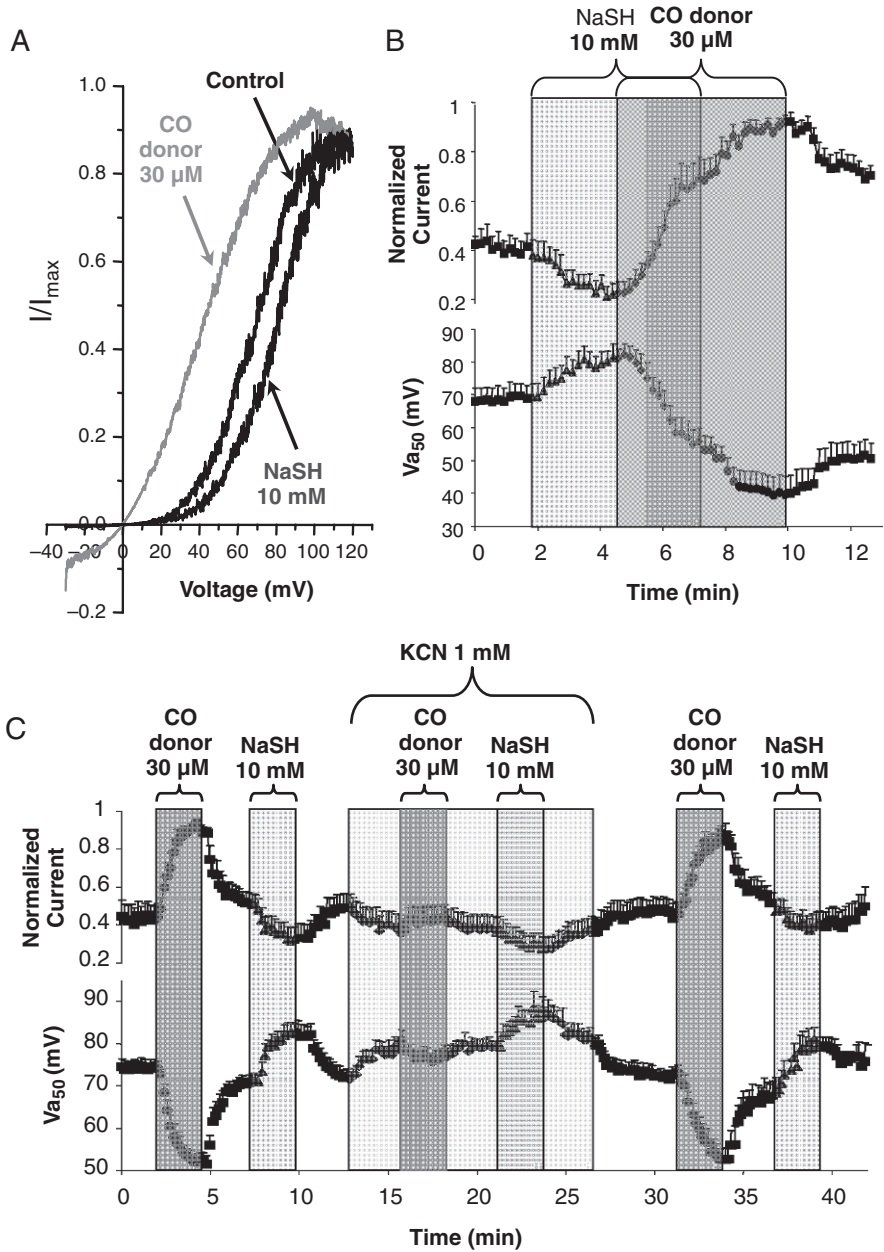 A
1.0
0.8
0.6
0.4
0.2
0.0
–0.2
I/Imax
Control
CO
donor
30 µM
NaSH
10 mM
–40 –20 0 20 40 60 80 100 120
Voltage (mV)
B
NaSH
10 mM
CO donor
30 µM
1
0.8
0.6
0.4
0.2
Normalized
Current
90
80
70
60
50
40
30
Va50 (mV)
0 2 4 6 8 10 12
Time (min)
C
KCN 1 mM
CO
donor
30 µM
NaSH
10 mM
CO
donor
30 µM
NaSH
10 mM
CO
donor
30 µM
NaSH
10 mM
1
0.8
0.6
0.4
0.2
Normalized
Current
90
80
70
60
50
Va50 (mV)
0 5 10 15 20 25 30 35 40
Time (min)